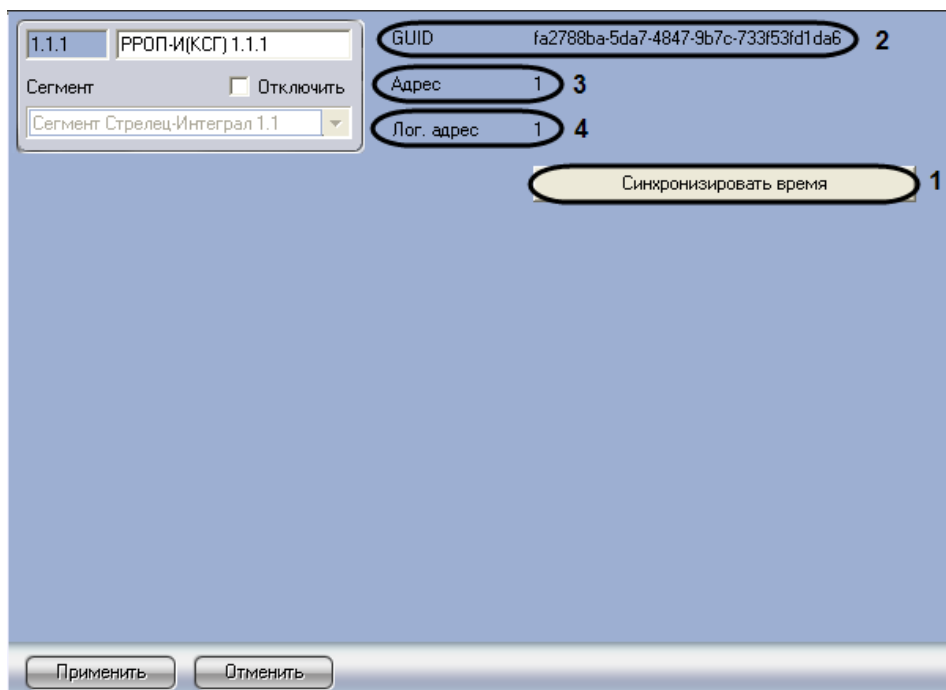 1.1.1 РРОП-И(КСГ) 1.1.1
Сегмент Отключить
Сегмент Стрелец-Интеграл 1.1
GUID fa2788ba-5da7-4847-9b7c-733f53fd1da6 2
Адрес 1 3
Лог. адрес 1 4
Синхронизировать время 1
Применить Отменить